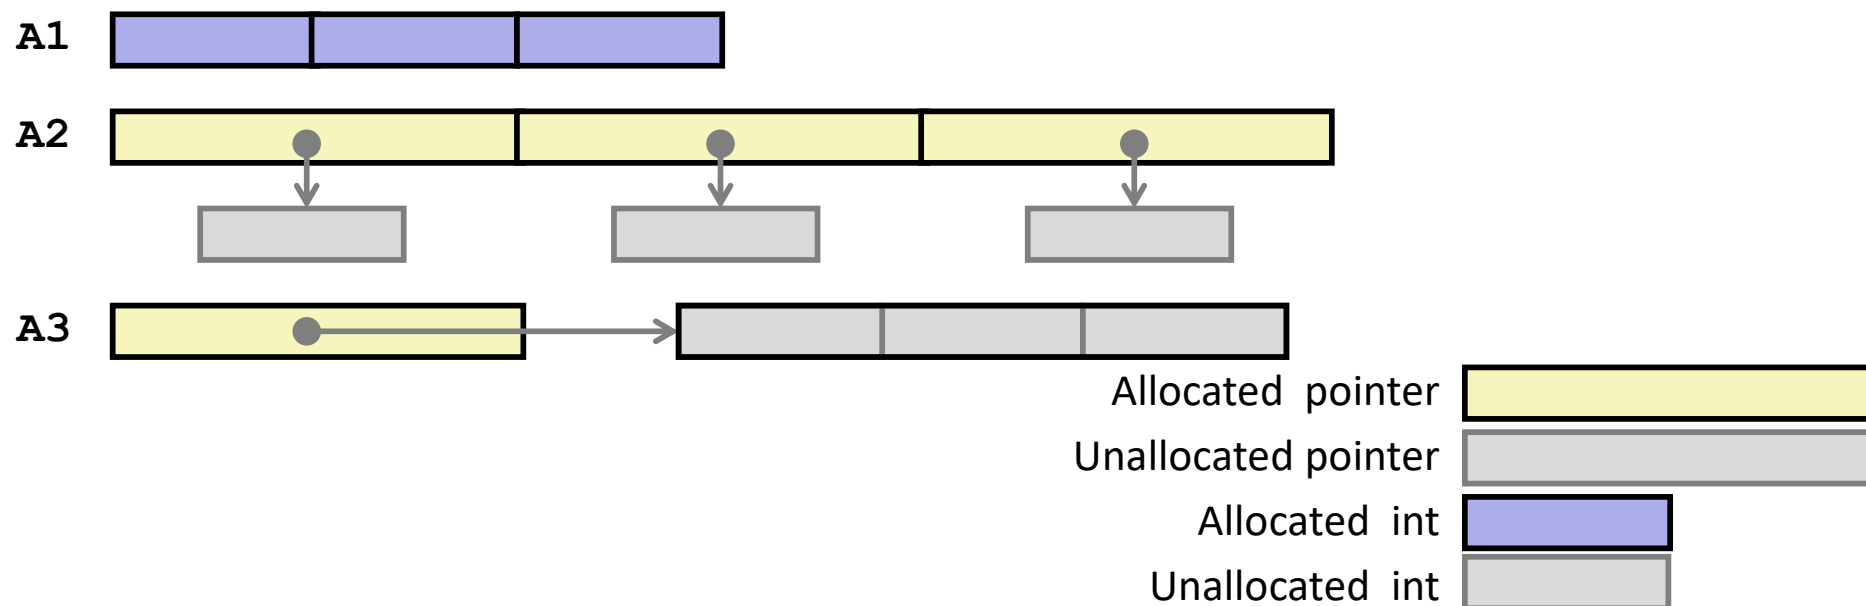 A1
A2
A3
Allocated pointer
Unallocated pointer
Allocated int
Unallocated int